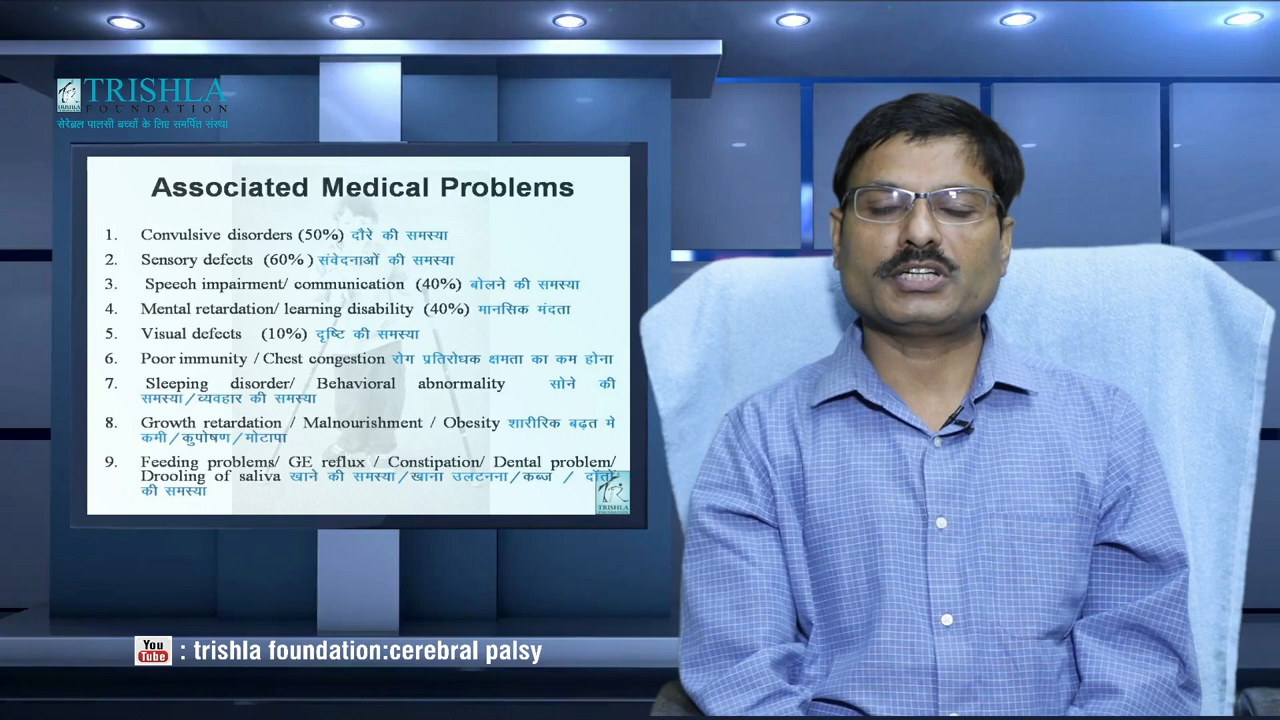 TRISHLA
FOUNDATION
सेरेब्रल पालसी बच्चों के लिए समर्पित संस्था
Associated Medical Problems
1. Convulsive disorders (50%) दौरे की समस्या
2. Sensory defects (60% ) संवेदनाओं की समस्या
3. Speech impairment/ communication (40%) बोलने की समस्या
4. Mental retardation/ learning disability (40%) मानसिक मंदता
5. Visual defects (10%) दृष्टि की समस्या
6. Poor immunity / Chest congestion रोग प्रतिरोधक क्षमता का कम होना
7. Sleeping disorder/ Behavioral abnormality सोने की
समस्या/व्यवहार की समस्या
8. Growth retardation / Malnourishment / Obesity शारीरिक बढ़त मे
कमी/कुपोषण/मोटापा
9. Feeding problems/ GE reflux / Constipation/ Dental problem/
Drooling of saliva खाने की समस्या/खाना उलटनना/कब्ज / दाँतो
की समस्या
TRISHLA
You Tube : trishla foundation:cerebral palsy